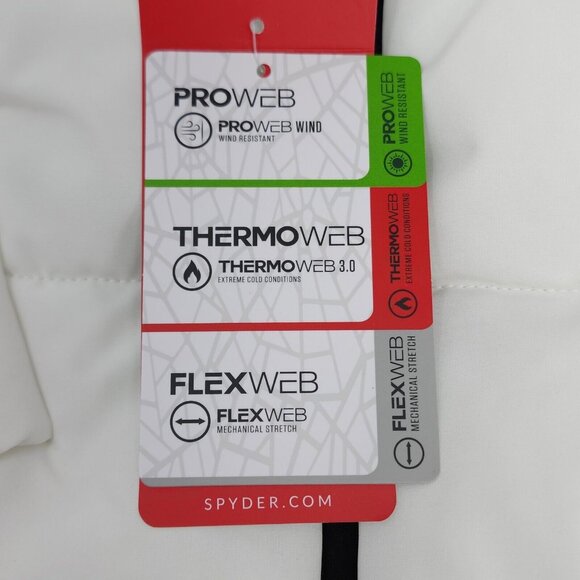 PROWEB
PROWEB WIND
WIND RESISTANT
PROWEB
WIND RESISTANT
THERMOWEB
THERMOWEB 3.0
EXTREME COLD CONDITIONS
THERMOWEB
EXTREME COLD CONDITIONS
FLEXWEB
FLEXWEB
MECHANICAL STRETCH
FLEXWEB
MECHANICAL STRETCH
SPYDER.COM